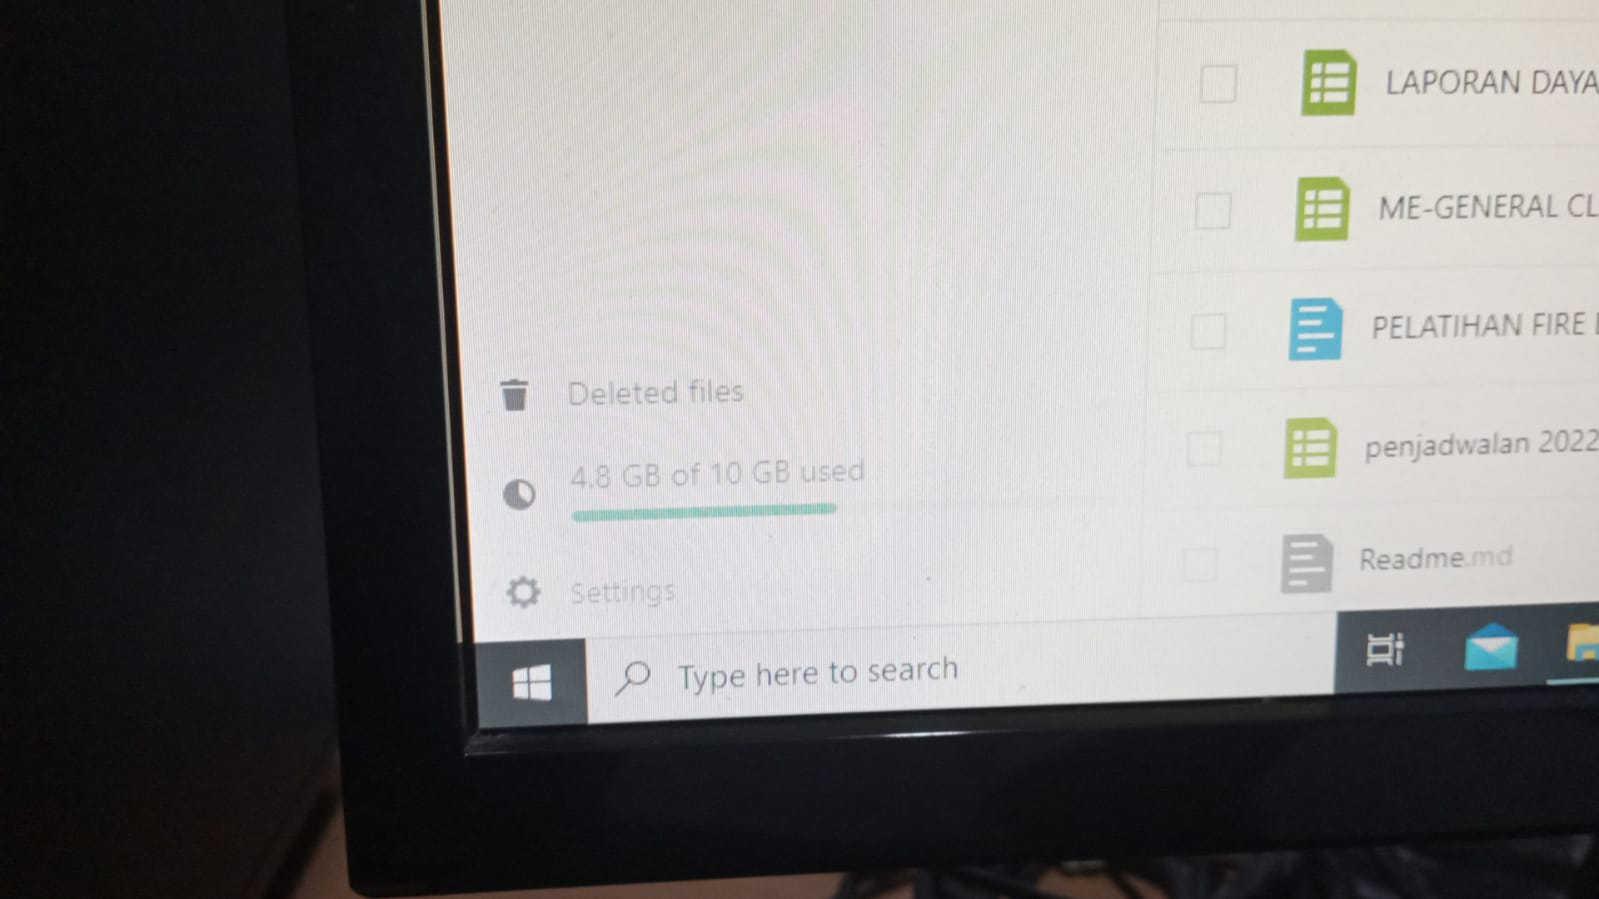 LAPORAN DAYA
ME-GENERAL CL
PELATIHAN FIRE
penjadwalan 2022
Readme.md
Deleted files
4.8 GB of 10 GB used
Settings
Type here to search